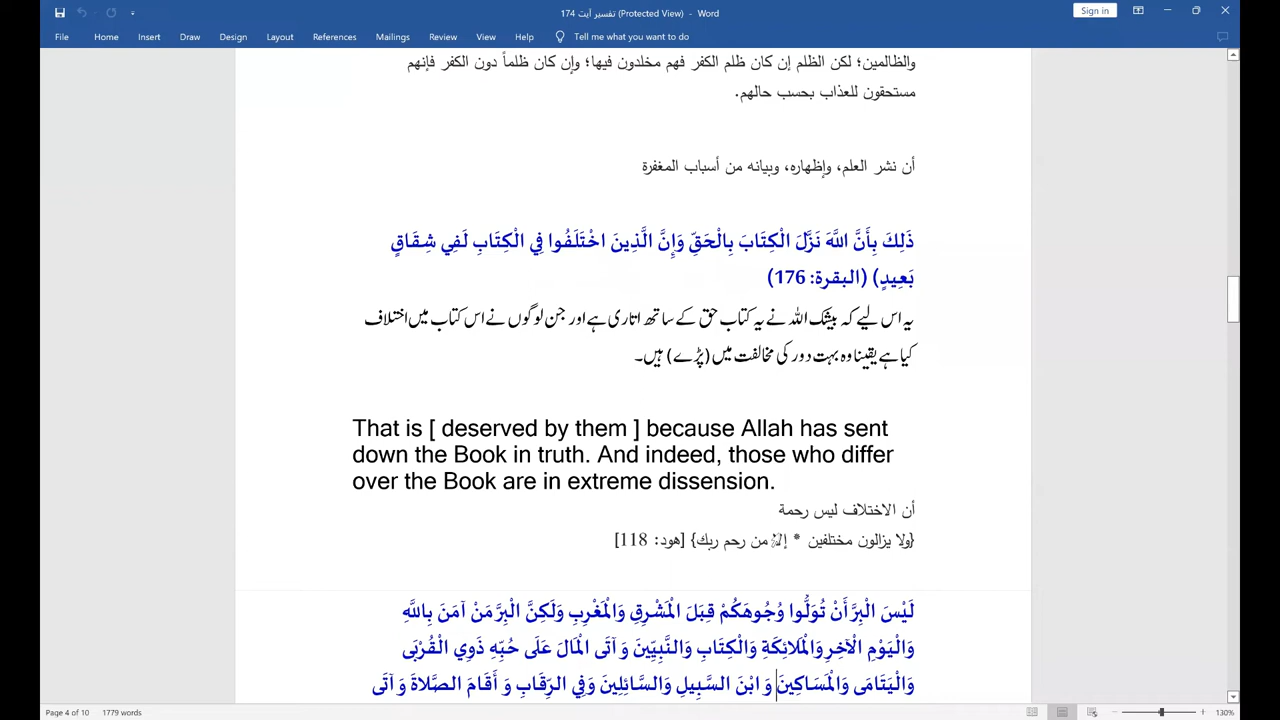 تفسير آيت 174 (Protected View) - Word
Sign in
File Home Insert Draw Design Layout References Mailings Review View Help Tell me what you want to do
والظالمين؛ لكن الظلم إن كان ظلم الكفر فهم مخلدون فيها؛ وإن كان ظلماً دون الكفر فإنهم
مستحقون للعذاب بحسب حالهم.
أن نشر العلم، وإظهاره، وبيانه من أسباب المغفرة
ذَلِكَ بِأَنَّ اللَّهَ نَزَّلَ الْكِتَابَ بِالْحَقِّ وَإِنَّ الَّذِينَ اخْتَلَفُوا فِي الْكِتَابِ لَفِي شِقَاقٍ
بَعِيدٍ) (البقرة: 176)
یہ اس لیے کہ بیشک اللہ نے یہ کتاب حق کے ساتھ اتاری ہے اور جن لوگوں نے اس کتاب میں اختلاف
کیا ہے یقیناً وہ بہت دور کی مخالفت میں (پڑے) ہیں۔
That is [ deserved by them ] because Allah has sent
down the Book in truth. And indeed, those who differ
over the Book are in extreme dissension.
أن الاختلاف ليس رحمة
{ولا يزالون مختلفين * إلا من رحم ربك} [هود: 118]
لَيْسَ الْبِرَّ أَنْ تُوَلُّوا وُجُوهَكُمْ قِبَلَ الْمَشْرِقِ وَالْمَغْرِبِ وَلَكِنَّ الْبِرَّ مَنْ آمَنَ بِاللَّهِ
وَالْيَوْمِ الْآخِرِ وَالْمَلَائِكَةِ وَالْكِتَابِ وَالنَّبِيِّينَ وَ آتَى الْمَالَ عَلَى حُبِّهِ ذَوِي الْقُرْبَى
وَالْيَتَامَى وَالْمَسَاكِينَ وَ ابْنَ السَّبِيلِ وَالسَّائِلِينَ وَفِي الرِّقَابِ وَ أَقَامَ الصَّلَاةَ وَ آتَى
Page 4 of 10 1779 words
130%